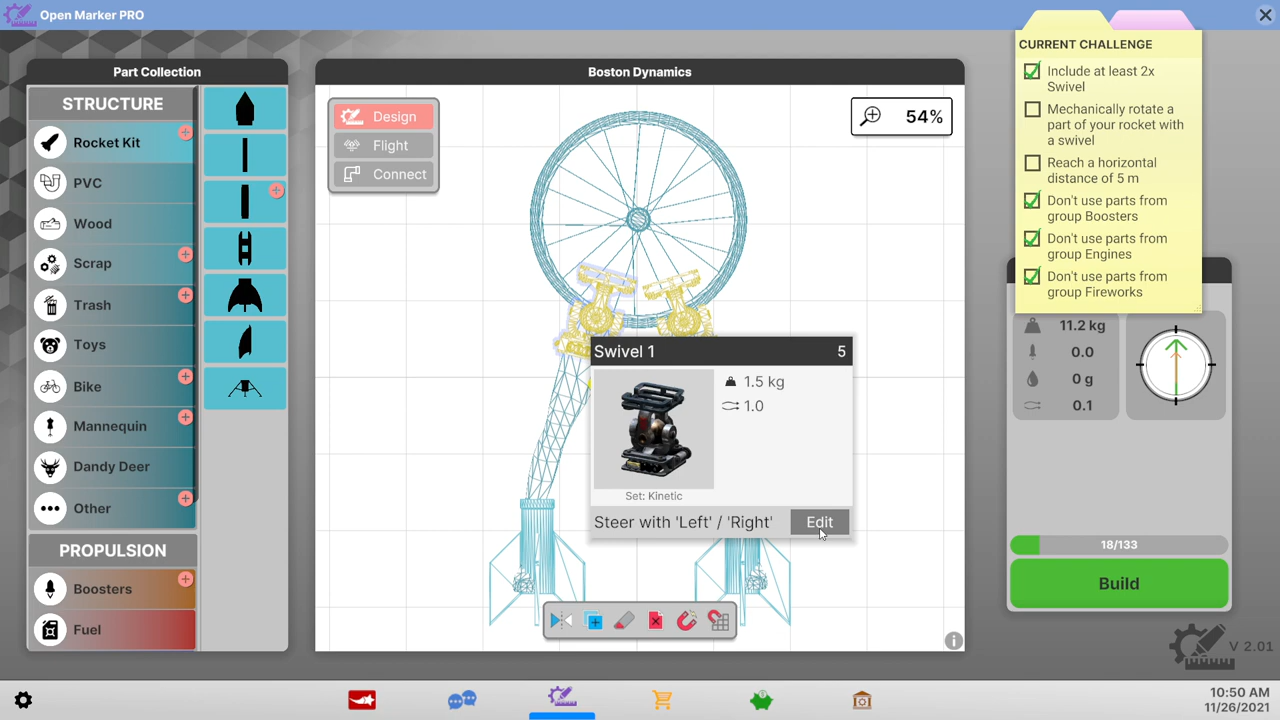 Open Marker PRO
Part Collection
STRUCTURE
Rocket Kit
PVC
Wood
Scrap
Trash
Toys
Bike
Mannequin
Dandy Deer
Other
PROPULSION
Boosters
Fuel
Boston Dynamics
Design
Flight
Connect
54%
Swivel 1
5
1.5 kg
1.0
Set: Kinetic
Steer with 'Left' / 'Right'
Edit
CURRENT CHALLENGE
Include at least 2x
Swivel
Mechanically rotate a
part of your rocket with
a swivel
Reach a horizontal
distance of 5 m
Don't use parts from
group Boosters
Don't use parts from
group Engines
Don't use parts from
group Fireworks
11.2 kg
0.0
0 g
0.1
18/133
Build
V 2.01
10:50 AM
11/26/2021